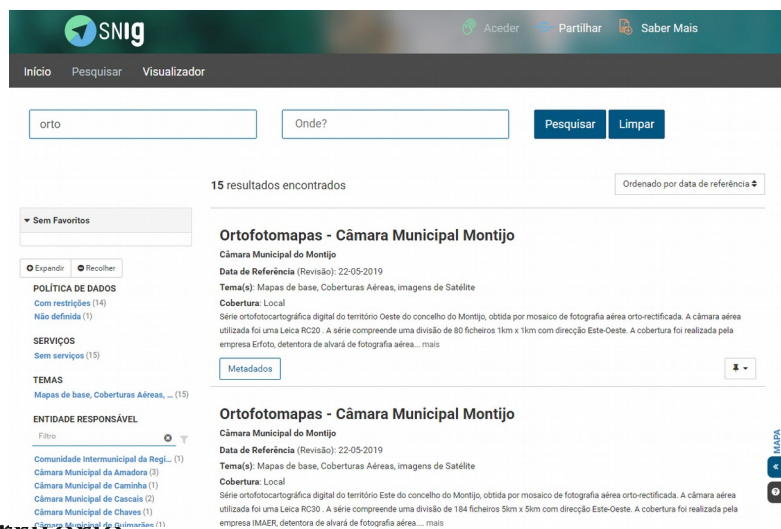 SNIG
Aceder Partilhar Saber Mais
Início Pesquisar Visualizador
orto
Onde?
Pesquisar Limpar
15 resultados encontrados
Ordenado por data de referência
Sem Favoritos
Expandir Recolher
POLÍTICA DE DADOS
Com restrições (14)
Não definida (1)
SERVIÇOS
Sem serviços (15)
TEMAS
Mapas de base, Coberturas Aéreas, ... (15)
ENTIDADE RESPONSÁVEL
Filtro
Comunidade Intermunicipal da Regi... (1)
Câmara Municipal da Amadora (3)
Câmara Municipal de Caminha (1)
Câmara Municipal de Cascais (2)
Câmara Municipal de Chaves (1)
Câmara Municipal de Guimarães (1)
Ortofotomapas - Câmara Municipal Montijo
Câmara Municipal do Montijo
Data de Referência (Revisão): 22-05-2019
Tema(s): Mapas de base, Coberturas Aéreas, imagens de Satélite
Cobertura: Local
Série ortofotocartográfica digital do território Oeste do concelho do Montijo, obtida por mosaico de fotografia aérea orto-rectificada. A câmara aérea
utilizada foi uma Leica RC20 . A série compreende uma divisão de 80 ficheiros 1km x 1km com direcção Este-Oeste. A cobertura foi realizada pela
empresa Erfoto, detentora de alvará de fotografia aérea... mais
Metadados
Ortofotomapas - Câmara Municipal Montijo
Câmara Municipal do Montijo
Data de Referência (Revisão): 22-05-2019
Tema(s): Mapas de base, Coberturas Aéreas, imagens de Satélite
Cobertura: Local
Série ortofotocartográfica digital do território Este do concelho do Montijo, obtida por mosaico de fotografia aérea orto-rectificada. A câmara aérea
utilizada foi uma Leica RC30 . A série compreende uma divisão de 184 ficheiros 5km x 5km com direcção Este-Oeste. A cobertura foi realizada pela
empresa IMAER, detentora de alvará de fotografia aérea.... mais
MAPA